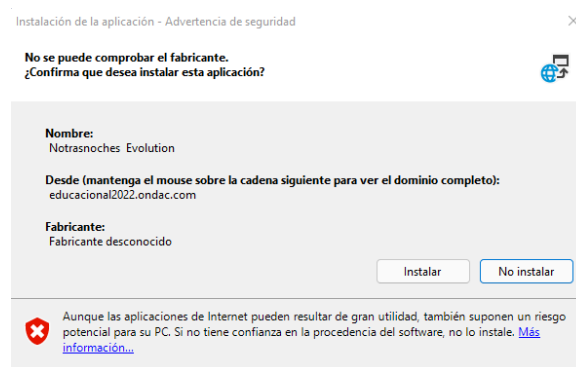 Instalación de la aplicación - Advertencia de seguridad
No se puede comprobar el fabricante.
¿Confirma que desea instalar esta aplicación?
Nombre:
Notrasnoches Evolution
Desde (mantenga el mouse sobre la cadena siguiente para ver el dominio completo):
educacional2022.ondac.com
Fabricante:
Fabricante desconocido
Instalar No instalar
Aunque las aplicaciones de Internet pueden resultar de gran utilidad, también suponen un riesgo
potencial para su PC. Si no tiene confianza en la procedencia del software, no lo instale. Más
información...